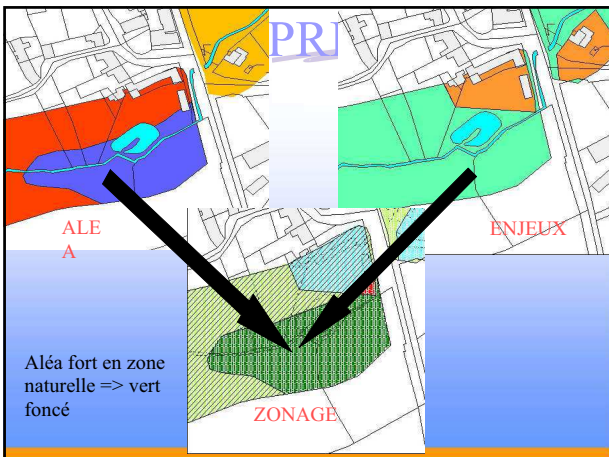 PRI
ALE
A
ENJEUX
Aléa fort en zone
naturelle => vert
foncé
ZONAGE